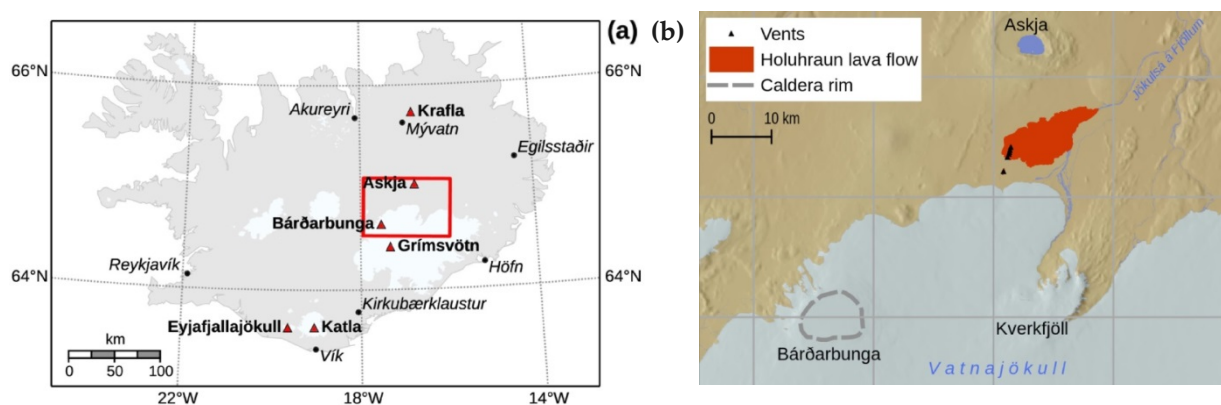 (a)
66°N
66°N
Akureyri
Krafla
Mývatn
Egilsstaðir
Askja
Bárðarbunga
Grímsvötn
Reykjavík
64°N
64°N
Höfn
Kirkubærklaustur
Eyjafjallajökull
Katla
Vík
km
0 50 100
22°W
18°W
14°W
(b)
Vents
Holuhraun lava flow
Caldera rim
0 10 km
Askja
Jökulsá á Fjöllum
Kverkfjöll
Bárðarbunga
Vatnajökull